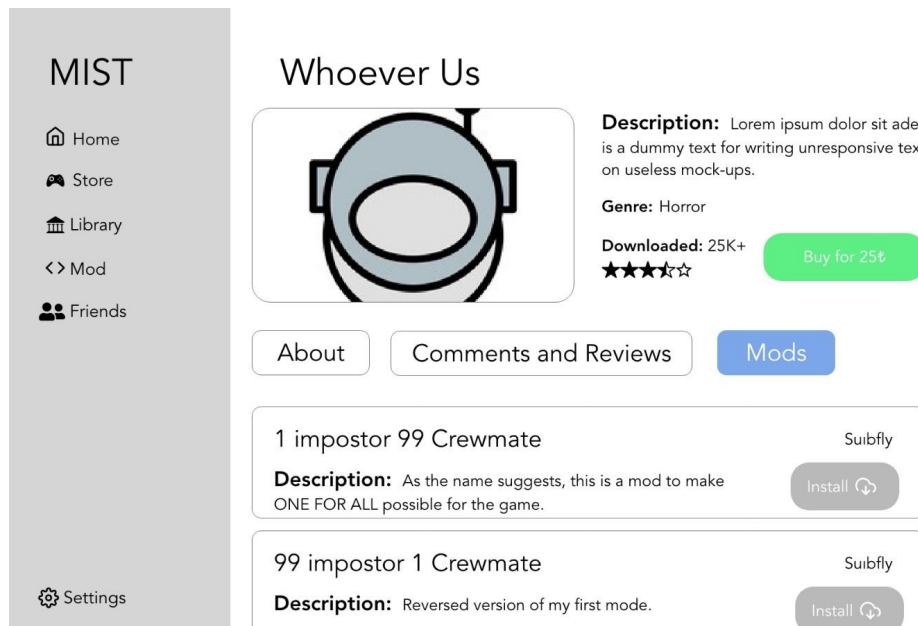 MIST
Home
Store
Library
Mod
Friends
Settings
Whoever Us
Description: Lorem ipsum dolor sit ade
is a dummy text for writing unresponsive tex
on useless mock-ups.
Genre: Horror
Downloaded: 25K+
Buy for 25₺
About
Comments and Reviews
Mods
1 impostor 99 Crewmate
Suıbfly
Description: As the name suggests, this is a mod to make
ONE FOR ALL possible for the game.
Install
99 impostor 1 Crewmate
Suıbfly
Description: Reversed version of my first mode.
Install